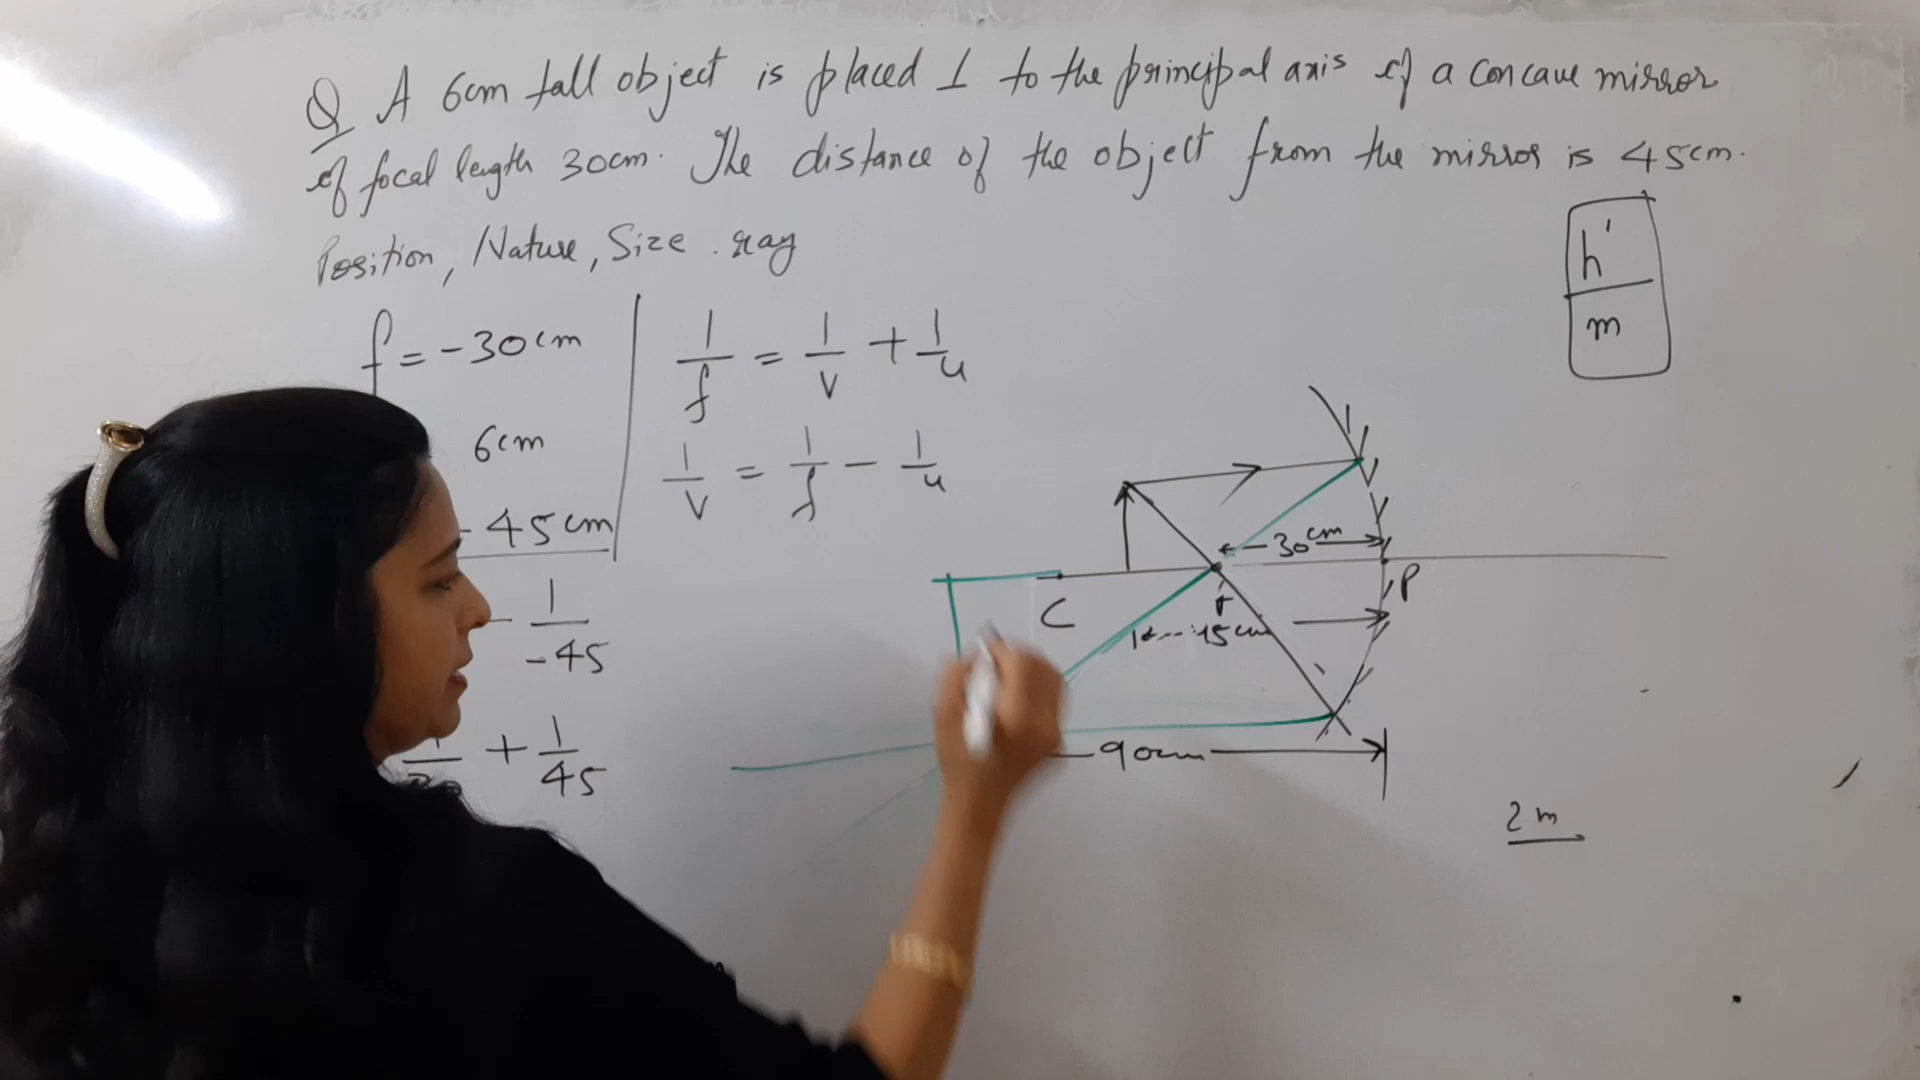 Q A 6cm tall object is placed ⊥ to the principal axis of a concave mirror
of focal length 30cm. The distance of the object from the mirror is 45cm.
Position, Nature, Size. ray
h'
m
f = -30cm
1/f = 1/v + 1/u
6cm
1/v = 1/f - 1/u
- 45cm
30cm
P
C
F
- 1/-45
45cm
+ 1/45
90cm
2m